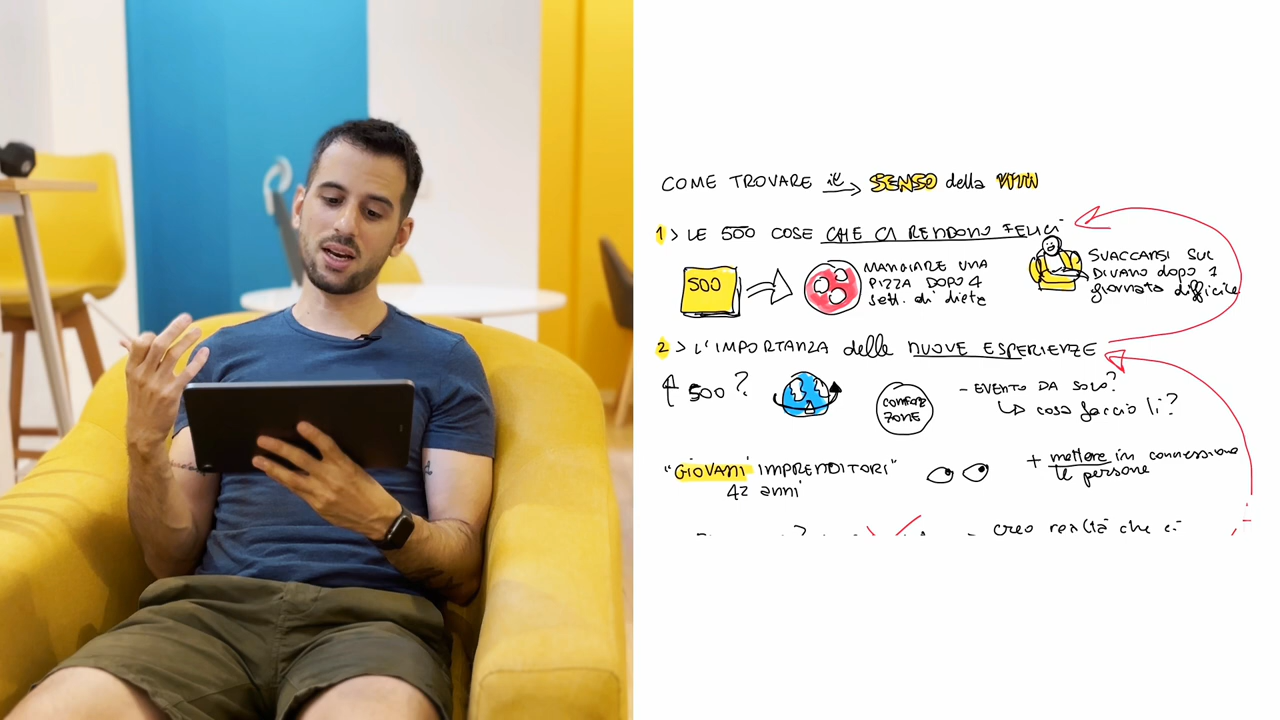 COME TROVARE il SENSO della VITA
1> LE 500 COSE CHE CI RENDONO FELICI
500
MANGIARE UNA
PIZZA DOPO 4
sett. di dieta
SVACCARSI SUL
DIVANO DOPO 1
giornata difficile
2> L'IMPORTANZA delle NUOVE ESPERIENZE
500?
COMFORT
ZONE
- EVENTO DA SOLO?
cosa faccio lì?
"GIOVANI IMPRENDITORI"
42 anni
+ mettere in connessione
le persone
creo realtà che ci